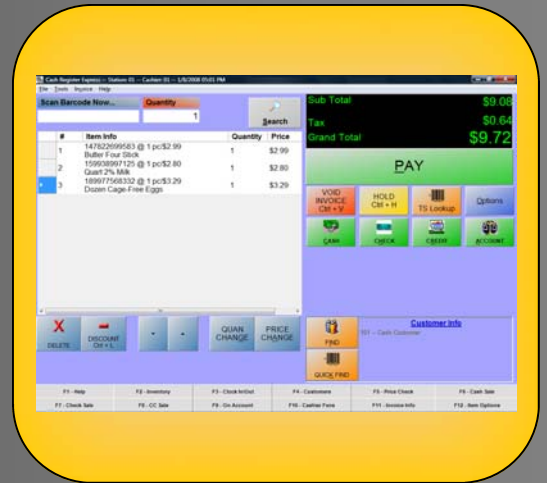 Cash Register Express -- Station: 01 -- Cashier: 01 -- 1/8/2008 05:01 PM
File Tools Invoice Help
Scan Barcode Now...
Quantity
1
Search
# Item Info Quantity Price
147822699583 @ 1 pc/$2.99
1 Butter Four Stick 1 $2.99
159938997125 @ 1 pc/$2.80
2 Quart 2% Milk 1 $2.80
189977568332 @ 1 pc/$3.29
3 Dozen Cage-Free Eggs 1 $3.29
Sub Total $9.08
Tax $0.64
Grand Total $9.72
PAY
VOID
INVOICE
Ctrl + V
HOLD
Ctrl + H
TS Lookup
Options
CASH
CHECK
CREDIT
ACCOUNT
DELETE
DISCOUNT
Ctrl + L
QUAN
CHANGE
PRICE
CHANGE
FIND
QUICK FIND
Customer Info
101 - Cash Customer
F1 - Help F2 - Inventory F3 - Clock In/Out F4 - Customers F5 - Price Check F6 - Cash Sale
F7 - Check Sale F8 - CC Sale F9 - On Account F10 - Cashier Fxns F11 - Invoice Info F12 - Item Options